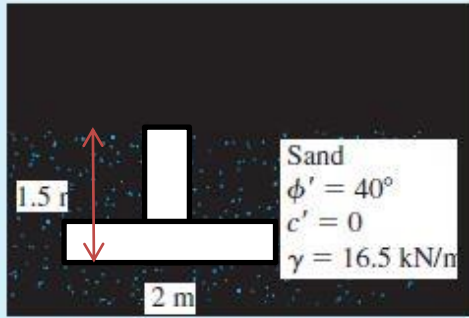 1.5 r
Sand
ϕ′ = 40°
c′ = 0
γ = 16.5 kN/m
2 m